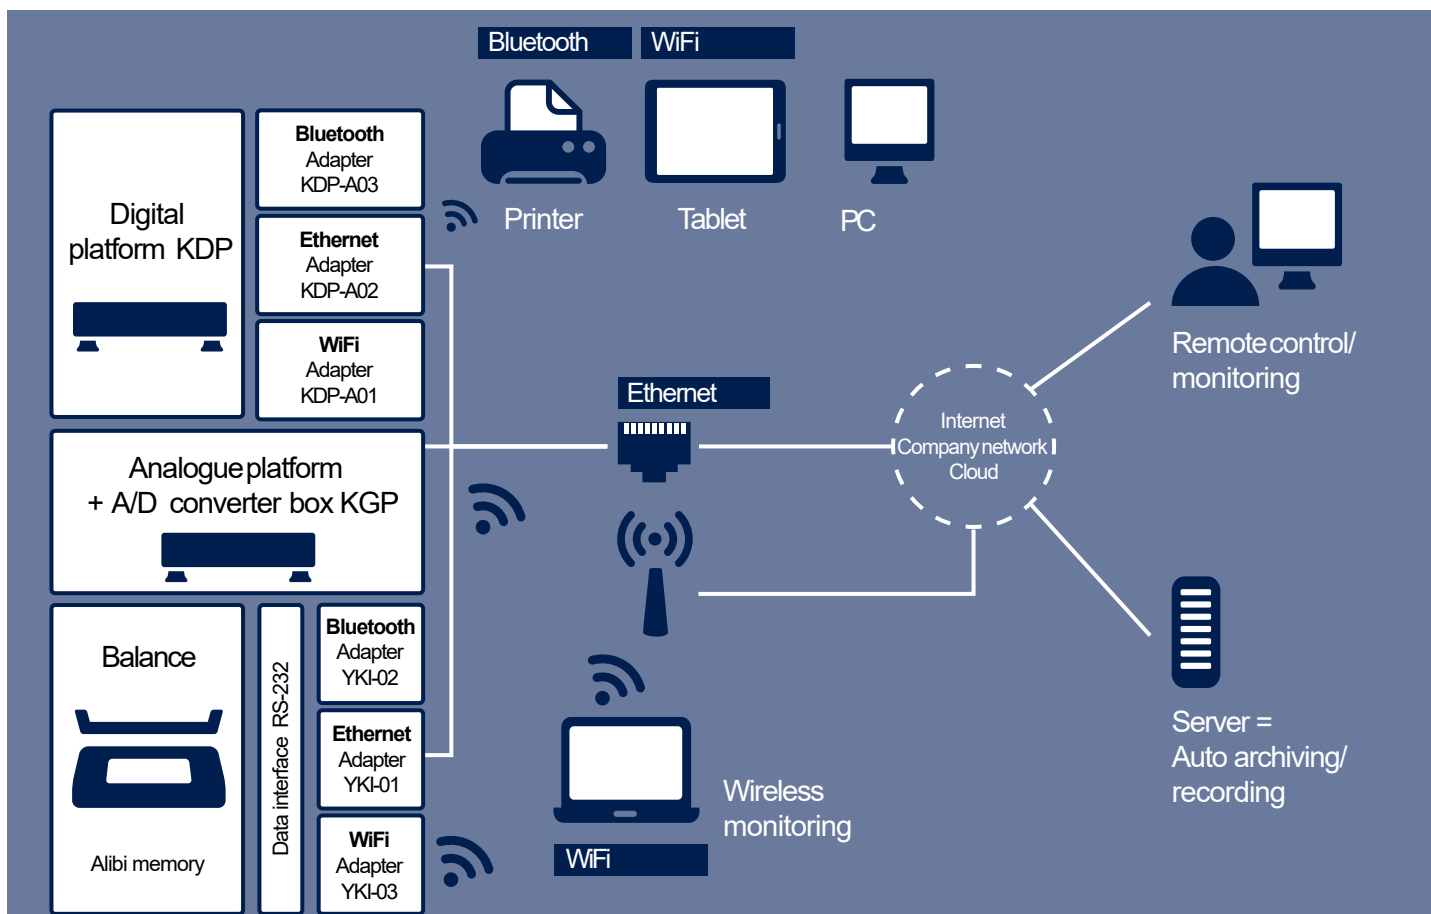 Bluetooth
WiFi
Printer
Tablet
PC
Digital
platform KDP
Bluetooth
Adapter
KDP-A03
Ethernet
Adapter
KDP-A02
WiFi
Adapter
KDP-A01
Analogue platform
+ A/D converter box KGP
Balance
Alibi memory
Data interface RS-232
Bluetooth
Adapter
YKI-02
Ethernet
Adapter
YKI-01
WiFi
Adapter
YKI-03
Ethernet
Wireless
monitoring
WiFi
Internet
Company network
Cloud
Remote control/
monitoring
Server =
Auto archiving/
recording